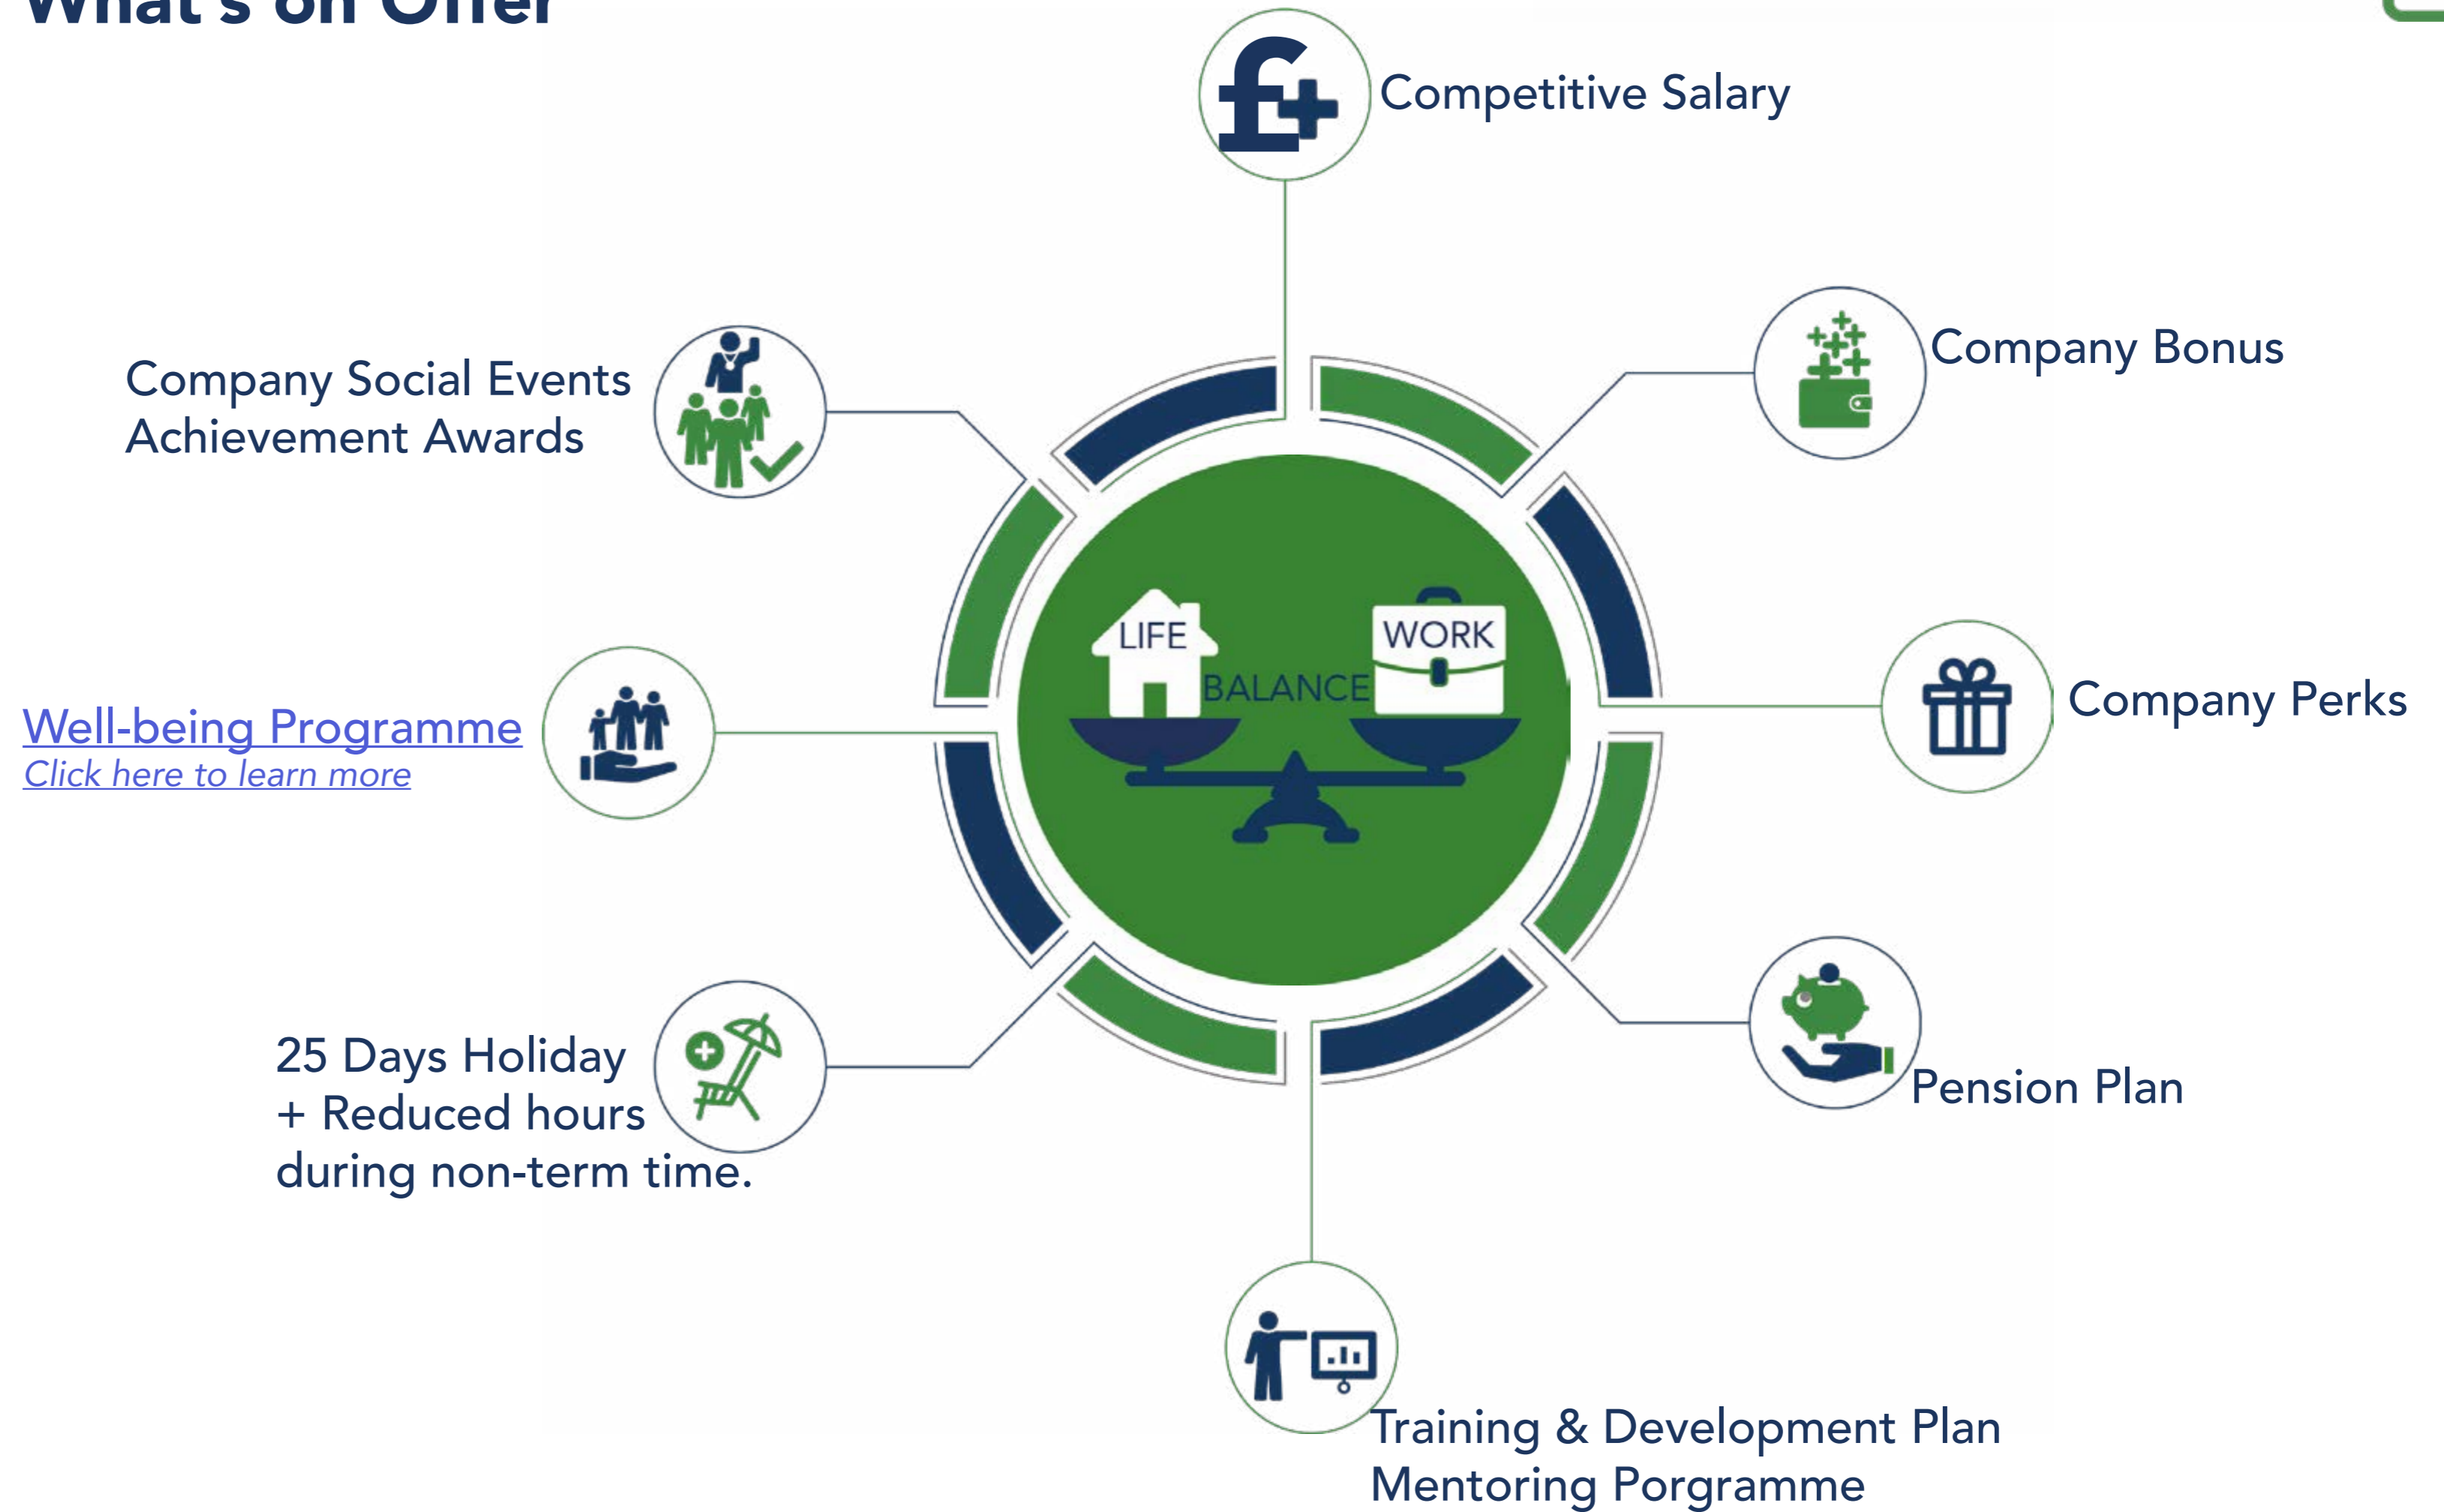 What's on Offer
Competitive Salary
Company Bonus
Company Social Events
Achievement Awards
LIFE
WORK
BALANCE
Company Perks
Well-being Programme
Click here to learn more
25 Days Holiday
+ Reduced hours
during non-term time.
Pension Plan
Training & Development Plan
Mentoring Porgramme